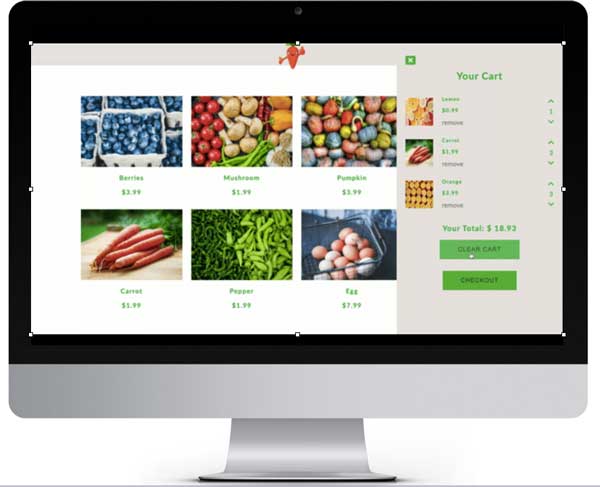 Berries
$3.99
Mushroom
$1.99
Pumpkin
$3.99
Carrot
$1.99
Pepper
$1.99
Egg
$7.99
Your Cart
Lemon
$0.99
remove
1
Carrot
$1.99
remove
3
Orange
$3.99
remove
3
Your Total: $ 18.93
CLEAR CART
CHECKOUT